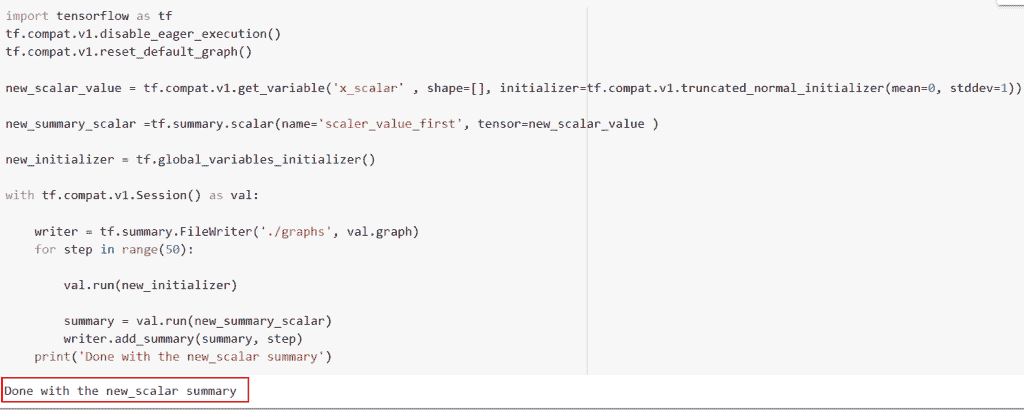 import tensorflow as tf
tf.compat.v1.disable_eager_execution()
tf.compat.v1.reset_default_graph()
new_scalar_value = tf.compat.v1.get_variable('x_scalar' , shape=[], initializer=tf.compat.v1.truncated_normal_initializer(mean=0, stddev=1))
new_summary_scalar =tf.summary.scalar(name='scaler_value_first', tensor=new_scalar_value )
new_initializer = tf.global_variables_initializer()
with tf.compat.v1.Session() as val:
    writer = tf.summary.FileWriter('./graphs', val.graph)
    for step in range(50):
        val.run(new_initializer)
        summary = val.run(new_summary_scalar)
        writer.add_summary(summary, step)
    print('Done with the new_scalar summary')
Done with the new_scalar summary